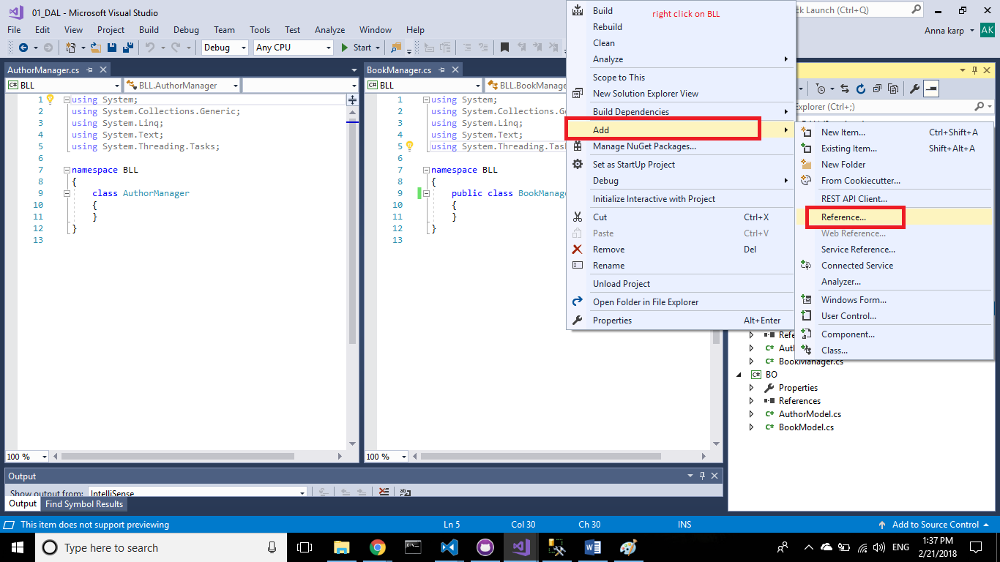 01_DAL - Microsoft Visual Studio
ck Launch (Ctrl+Q)
File Edit View Project Build Debug Team Tools Test Analyze Window Help
Anna karp AK
Debug Any CPU Start
AuthorManager.cs
BLL BLL.AuthorManager
1 using System;
2 using System.Collections.Generic;
3 using System.Linq;
4 using System.Text;
5 using System.Threading.Tasks;
6
7 namespace BLL
8 {
9 class AuthorManager
10 {
11 }
12 }
13
100 %
BookManager.cs
BLL BLL.BookManage
1 using System;
2 using System.Collections.Ge
3 using System.Linq;
4 using System.Text;
5 using System.Threading.Task
6
7 namespace BLL
8 {
9 public class BookManage
10 {
11 }
12 }
13
100 %
right click on BLL
Build
Rebuild
Clean
Analyze
Scope to This
New Solution Explorer View
Build Dependencies
Add
Manage NuGet Packages...
Set as StartUp Project
Debug
Initialize Interactive with Project
Cut Ctrl+X
Paste Ctrl+V
Remove Del
Rename
Unload Project
Open Folder in File Explorer
Properties Alt+Enter
Explorer (Ctrl+;)
New Item... Ctrl+Shift+A
Existing Item... Shift+Alt+A
New Folder
From Cookiecutter...
REST API Client...
Reference...
Web Reference...
Service Reference...
Connected Service
Analyzer...
Windows Form...
User Control...
Component...
Class...
Refe
C# Aut
C# BookManager.cs
C# BO
Properties
References
C# AuthorModel.cs
C# BookModel.cs
Output
Show output from: IntelliSense
Output Find Symbol Results
This item does not support previewing Ln 5 Col 30 Ch 30 INS Add to Source Control
Type here to search
ENG
1:37 PM
2/21/2018